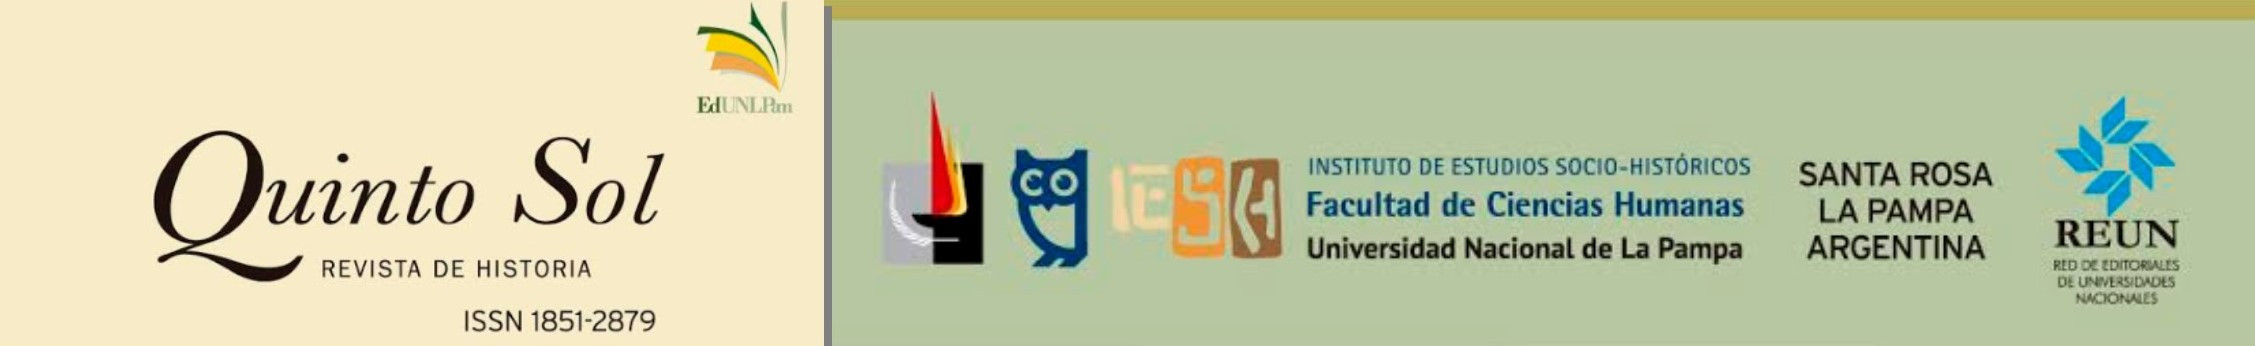 EdUNLPam
Quinto Sol
REVISTA DE HISTORIA
ISSN 1851-2879
IESH
INSTITUTO DE ESTUDIOS SOCIO-HISTÓRICOS
Facultad de Ciencias Humanas
Universidad Nacional de La Pampa
SANTA ROSA
LA PAMPA
ARGENTINA
REUN
RED DE EDITORIALES
DE UNIVERSIDADES
NACIONALES